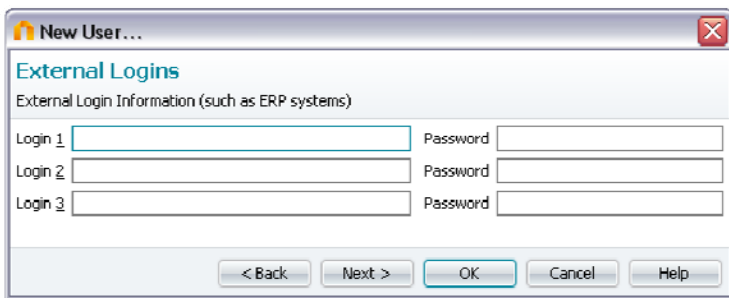 New User...
External Logins
External Login Information (such as ERP systems)
Login 1 Password
Login 2 Password
Login 3 Password
< Back Next > OK Cancel Help